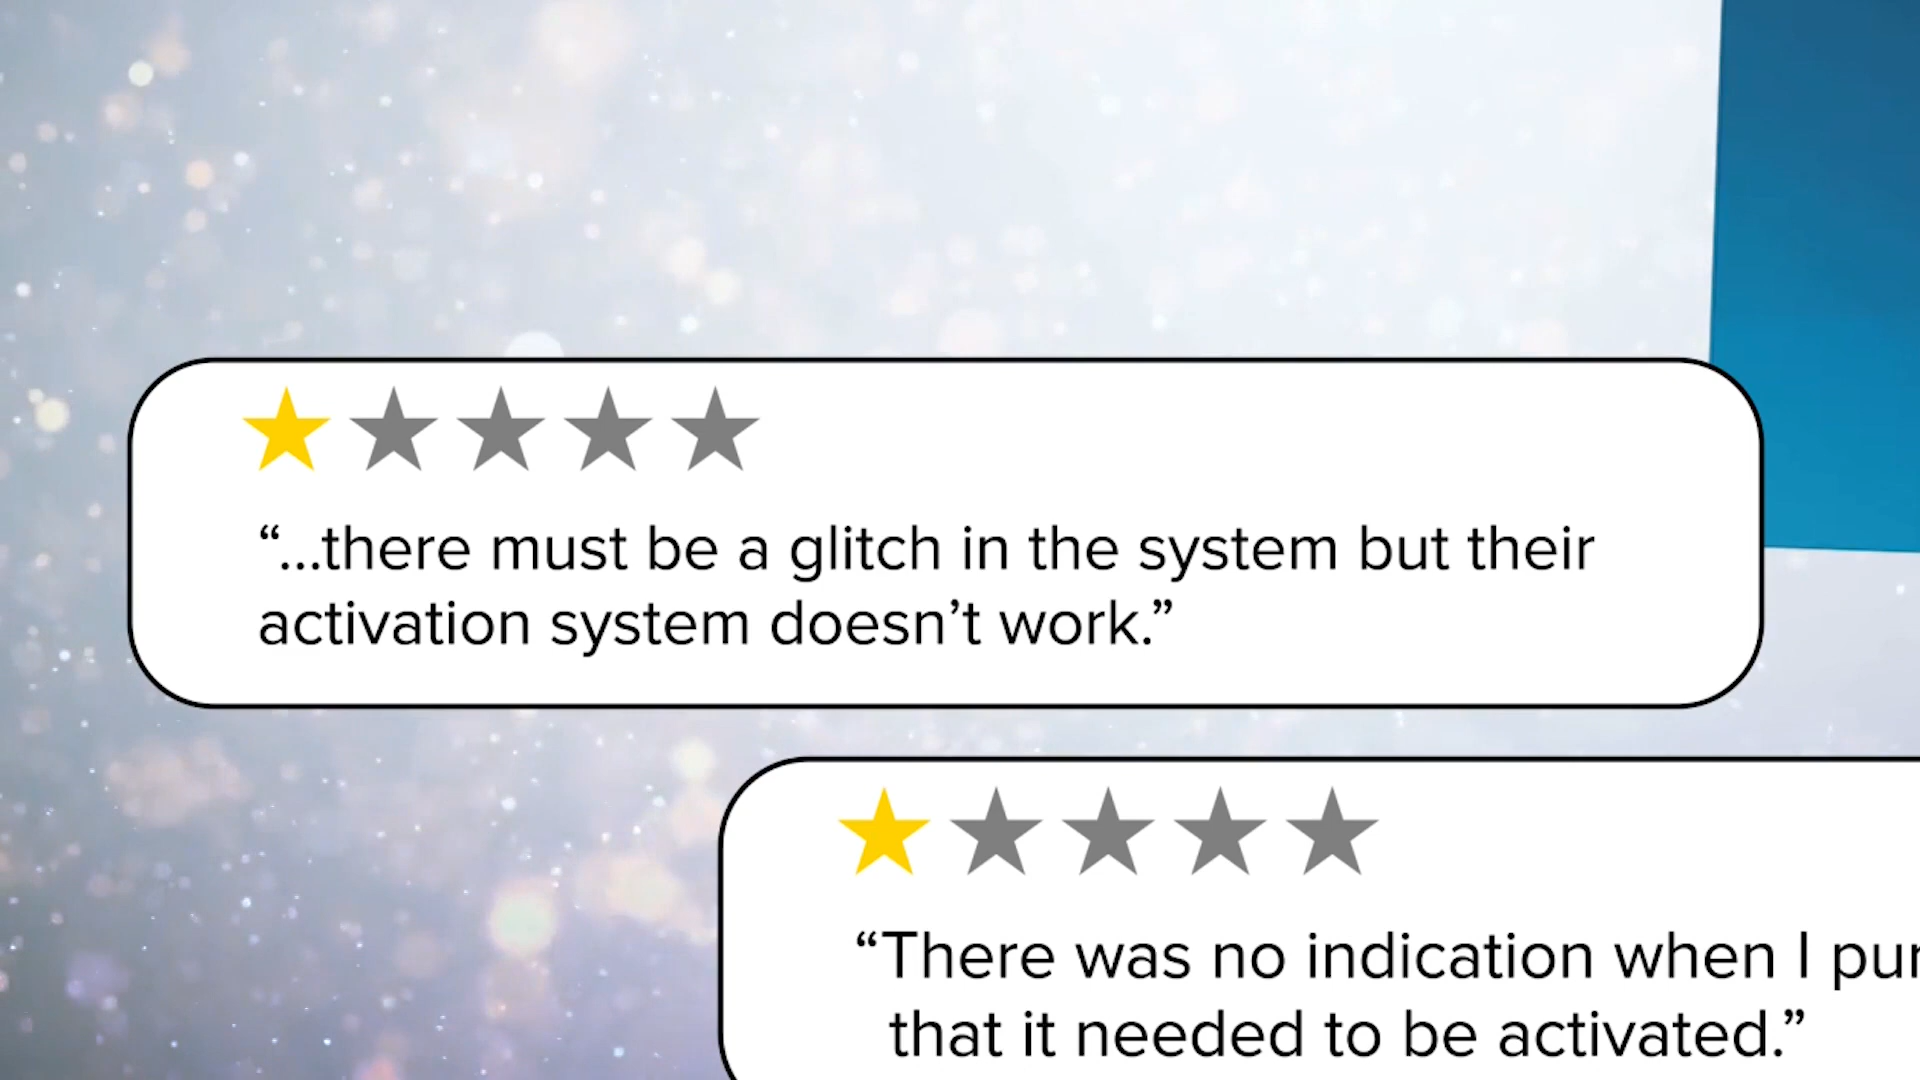 “...there must be a glitch in the system but their
activation system doesn’t work.”
“There was no indication when I
that it needed to be activated.”